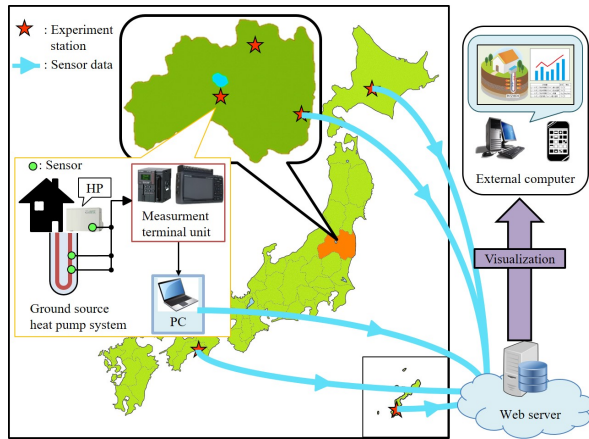 : Experiment
station
: Sensor data
: Sensor
HP
Measurment
terminal unit
Ground source
heat pump system
PC
External computer
Visualization
Web server